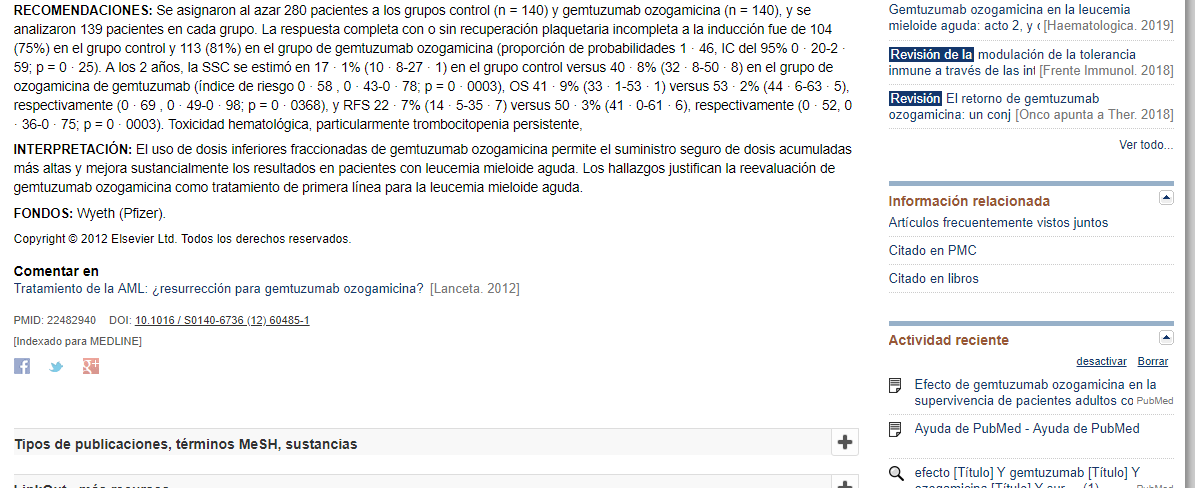 RECOMENDACIONES: Se asignaron al azar 280 pacientes a los grupos control (n = 140) y gemtuzumab ozogamicina (n = 140), y se
analizaron 139 pacientes en cada grupo. La respuesta completa con o sin recuperación plaquetaria incompleta a la inducción fue de 104
(75%) en el grupo control y 113 (81%) en el grupo de gemtuzumab ozogamicina (proporción de probabilidades 1 · 46, IC del 95% 0 · 20-2 ·
59; p = 0 · 25). A los 2 años, la SSC se estimó en 17 · 1% (10 · 8-27 · 1) en el grupo control versus 40 · 8% (32 · 8-50 · 8) en el grupo de
ozogamicina de gemtuzumab (índice de riesgo 0 · 58 , 0 · 43-0 · 78; p = 0 · 0003), OS 41 · 9% (33 · 1-53 · 1) versus 53 · 2% (44 · 6-63 · 5),
respectivamente (0 · 69 , 0 · 49-0 · 98; p = 0 · 0368), y RFS 22 · 7% (14 · 5-35 · 7) versus 50 · 3% (41 · 0-61 · 6), respectivamente (0 · 52, 0
· 36-0 · 75; p = 0 · 0003). Toxicidad hematológica, particularmente trombocitopenia persistente,
INTERPRETACIÓN: El uso de dosis inferiores fraccionadas de gemtuzumab ozogamicina permite el suministro seguro de dosis acumuladas
más altas y mejora sustancialmente los resultados en pacientes con leucemia mieloide aguda. Los hallazgos justifican la reevaluación de
gemtuzumab ozogamicina como tratamiento de primera línea para la leucemia mieloide aguda.
FONDOS: Wyeth (Pfizer).
Copyright © 2012 Elsevier Ltd. Todos los derechos reservados.
Comentar en
Tratamiento de la AML: ¿resurrección para gemtuzumab ozogamicina? [Lanceta. 2012]
PMID: 22482940 DOI: 10.1016 / S0140-6736 (12) 60485-1
[Indexado para MEDLINE]
Tipos de publicaciones, términos MeSH, sustancias
LinkOut - más recursos
Gemtuzumab ozogamicina en la leucemia
mieloide aguda: acto 2, y [Haematologica. 2019]
Revisión de la modulación de la tolerancia
inmune a través de las int [Frente Immunol. 2018]
Revisión El retorno de gemtuzumab
ozogamicina: un conj [Onco apunta a Ther. 2018]
Ver todo...
Información relacionada
Artículos frecuentemente vistos juntos
Citado en PMC
Citado en libros
Actividad reciente
desactivar Borrar
Efecto de gemtuzumab ozogamicina en la
supervivencia de pacientes adultos co PubMed
Ayuda de PubMed - Ayuda de PubMed
efecto [Título] Y gemtuzumab [Título] Y
ozogamicina [Título] Y sur ... (1) PubMed